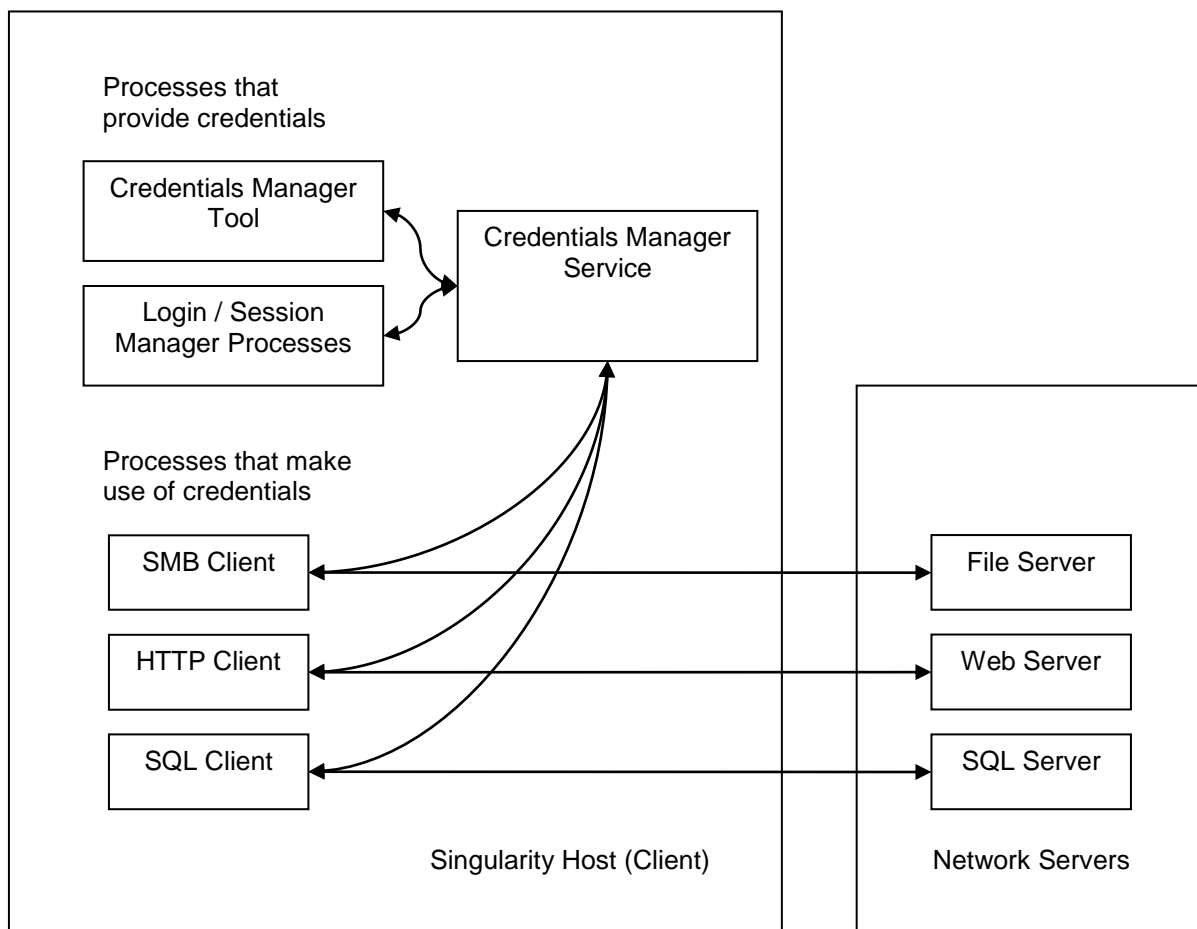 Processes that
provide credentials
Credentials Manager
Tool
Login / Session
Manager Processes
Credentials Manager
Service
Processes that make
use of credentials
SMB Client
HTTP Client
SQL Client
File Server
Web Server
SQL Server
Singularity Host (Client)
Network Servers